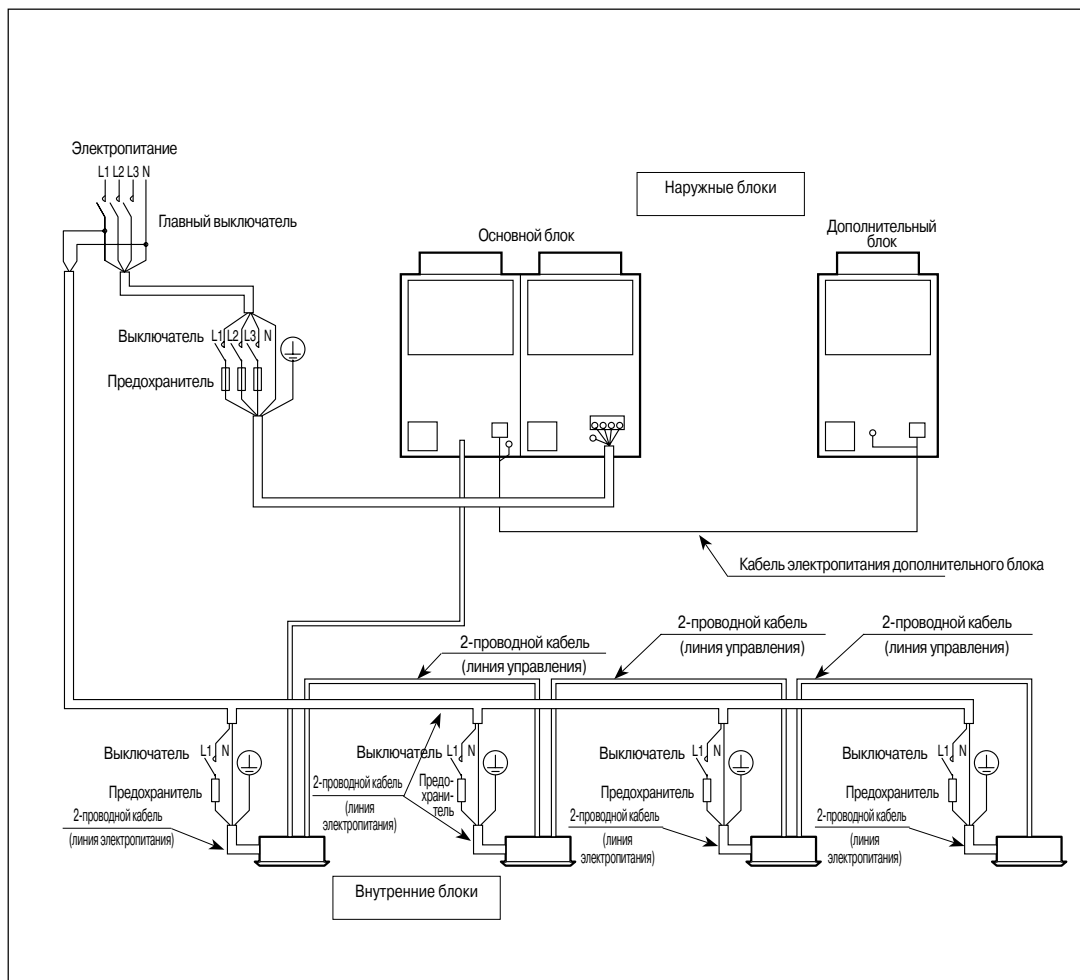 Электропитание
L1 L2 L3 N
Главный выключатель
Наружные блоки
Основной блок
Дополнительный
блок
Выключатель L1 L2 L3 N
Предохранитель
Кабель электропитания дополнительного блока
2-проводной кабель
(линия управления)
2-проводной кабель
(линия управления)
2-проводной кабель
(линия управления)
Выключатель L1 N
Предохранитель
2-проводной кабель
(линия электропитания)
Выключатель L1 N
2-проводной кабель
(линия
электропитания)
Предо-
храни-
тель
Выключатель L1 N
Предохранитель
2-проводной кабель
(линия
электропитания)
Выключатель L1 N
Предохранитель
2-проводной кабель
(линия
электропитания)
Внутренние блоки